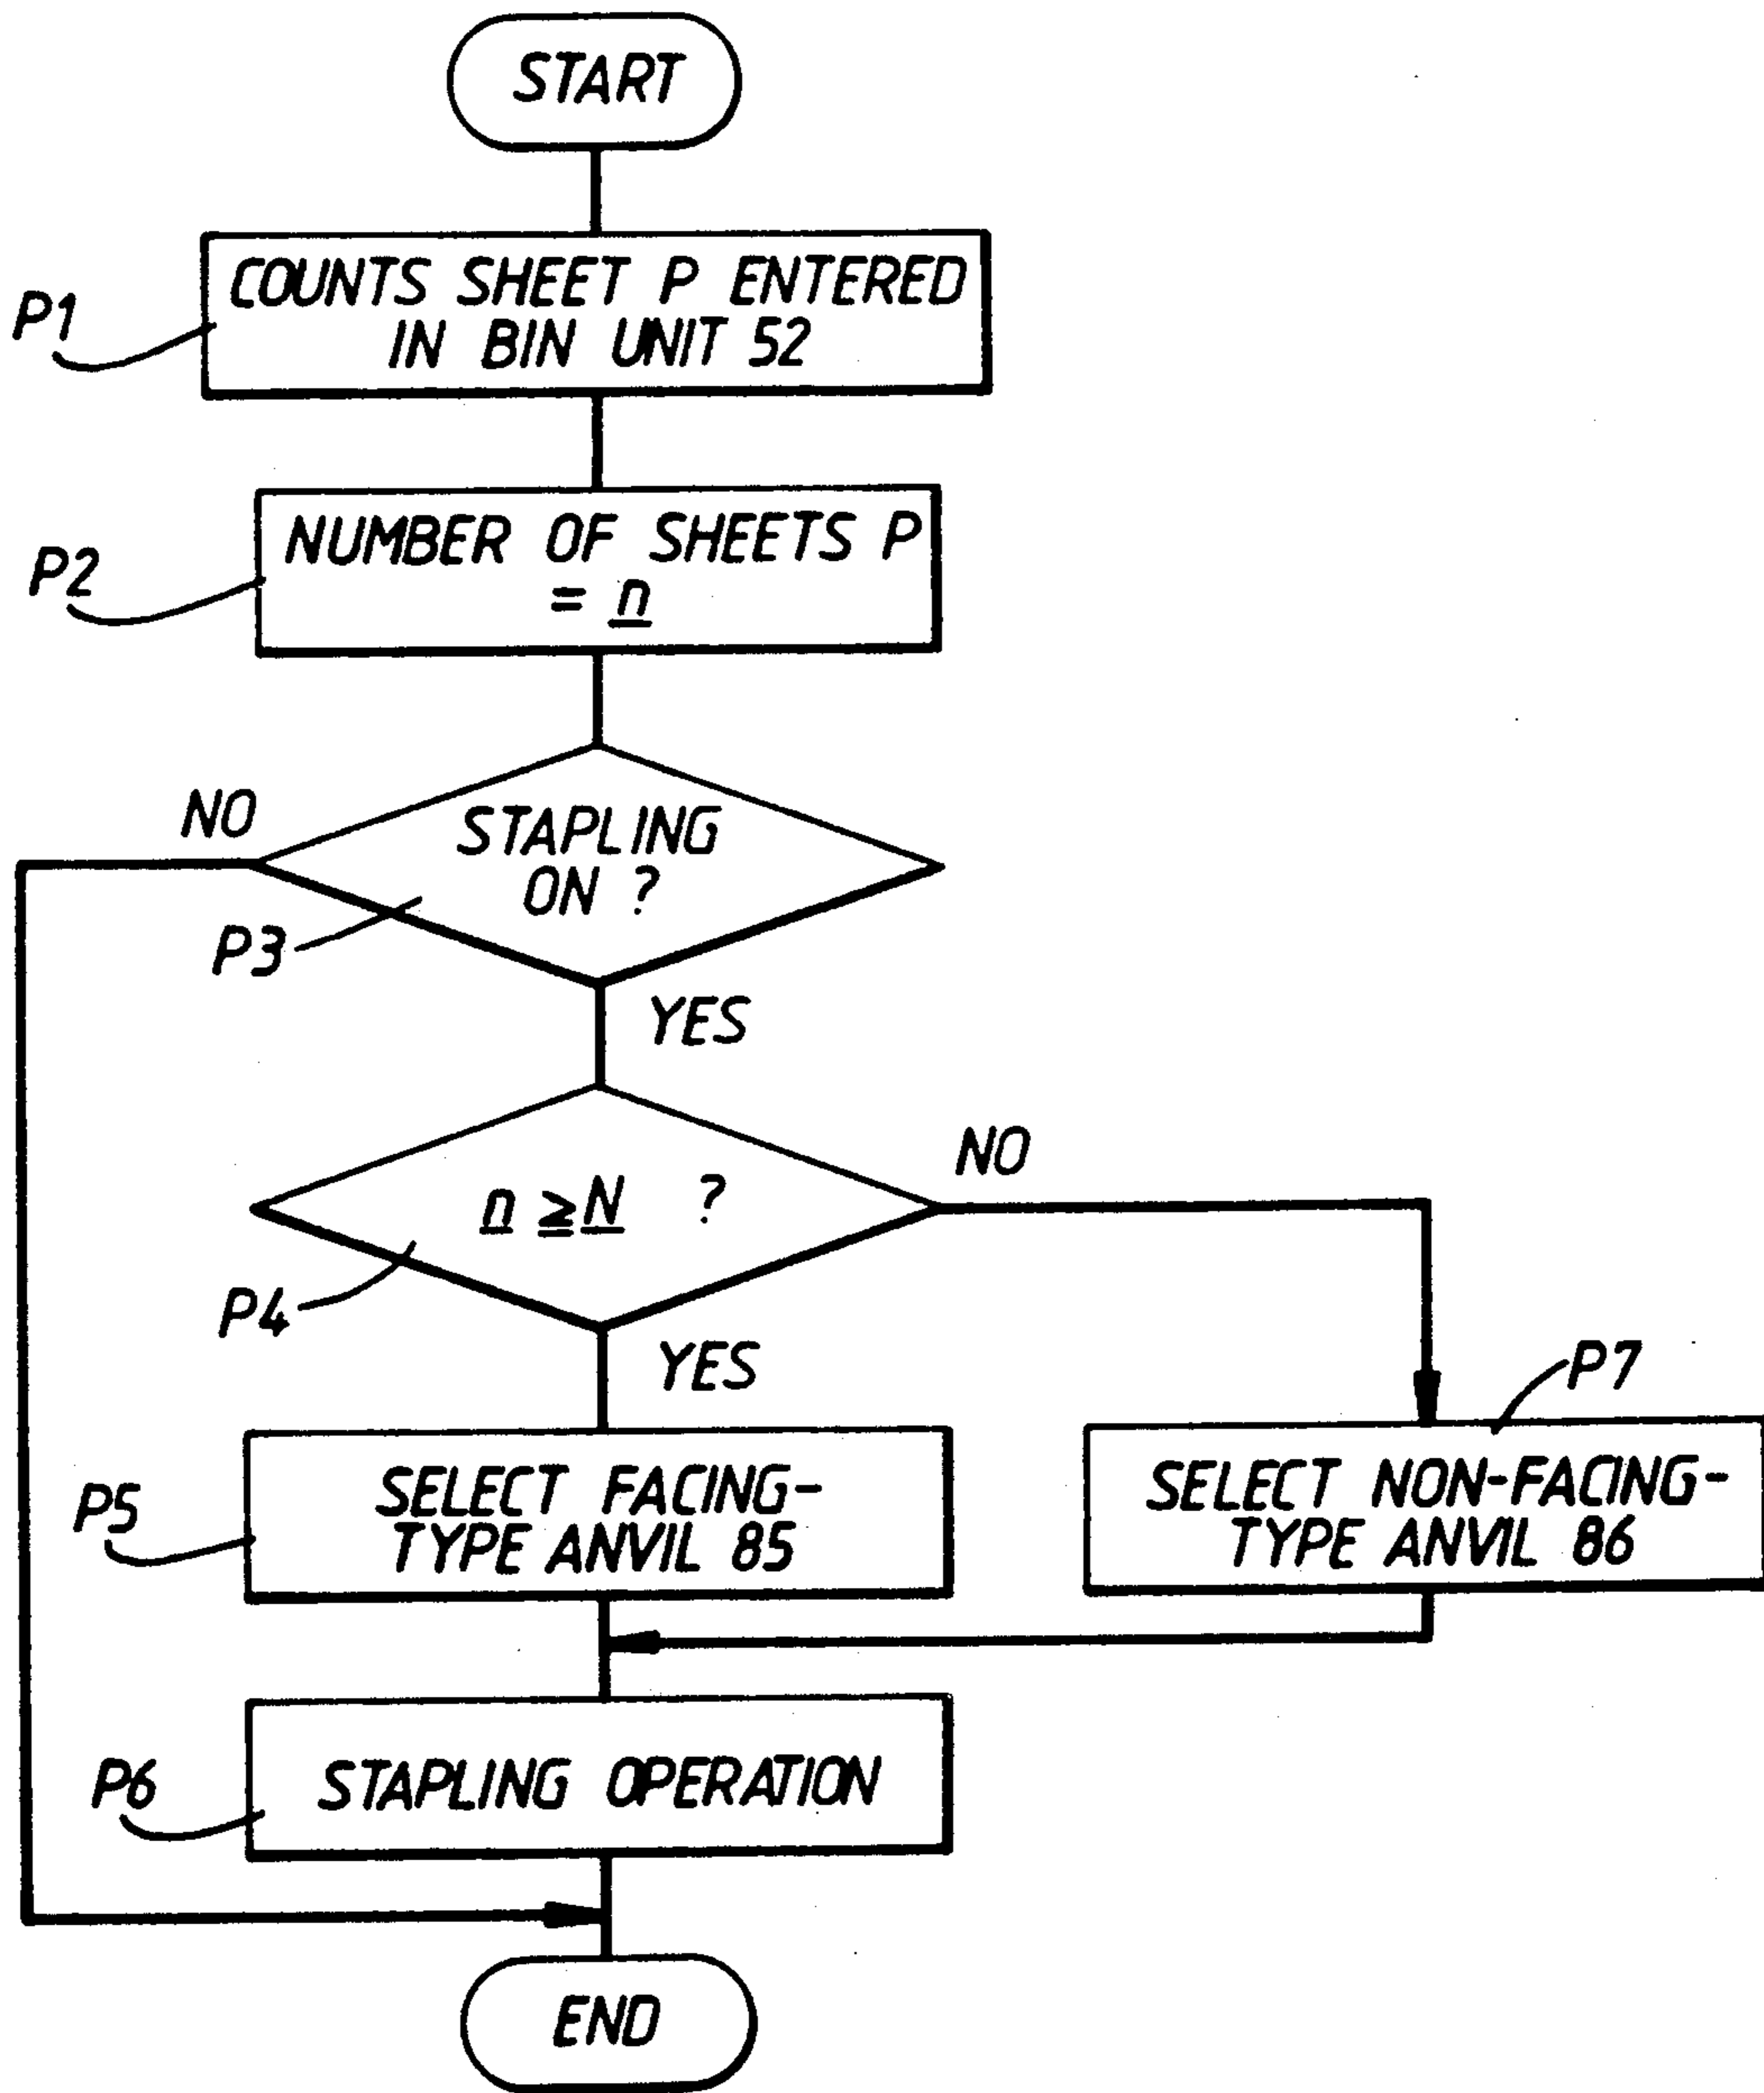 START
P1
COUNTS SHEET P ENTERED
IN BIN UNIT 52
P2
NUMBER OF SHEETS P
= n
NO
STAPLING
ON ?
P3
YES
n ≧ N ?
NO
P4
YES
P7
P5
SELECT FACING-
TYPE ANVIL 85
SELECT NON-FACING-
TYPE ANVIL 86
P6
STAPLING OPERATION
END